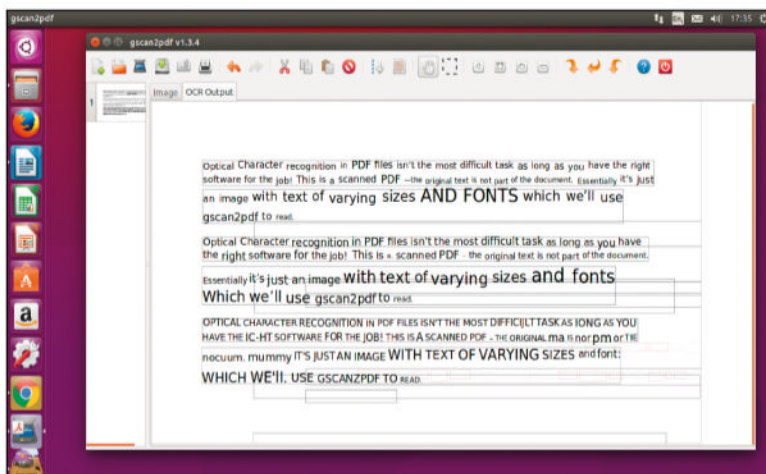 gscan2pdf
17:35
gscan2pdf v1.3.4
1
Image OCR Output
Optical Character recognition in PDF files isn't the most difficult task as long as you have the right
software for the job! This is a scanned PDF --the original text is not part of the document. Essentially it's just
an image with text of varying sizes AND FONTS which we'll use
gscan2pdf to read.
Optical Character recognition in PDF files isn't the most difficult task as long as you have
the right software for the job! This is a scanned PDF - the original text is not part of the document.
Essentially it's just an image with text of varying sizes and fonts
Which we'll use gscan2pdf to read.
OPTICAL CHARACTER RECOGNITION IN PDF FILES ISN'T THE MOST DIFFICIJLT TASK AS LONG AS YOU
HAVE THE IC-HT SOFTWARE FOR THE JOB! THIS IS A SCANNED PDF - THE ORIGINAL ma IS nor pm or TIE
nocuum. mummy IT'S JUST AN IMAGE WITH TEXT OF VARYING SIZES and font:
WHICH WE'll. USE GSCANZPDF TO READ.